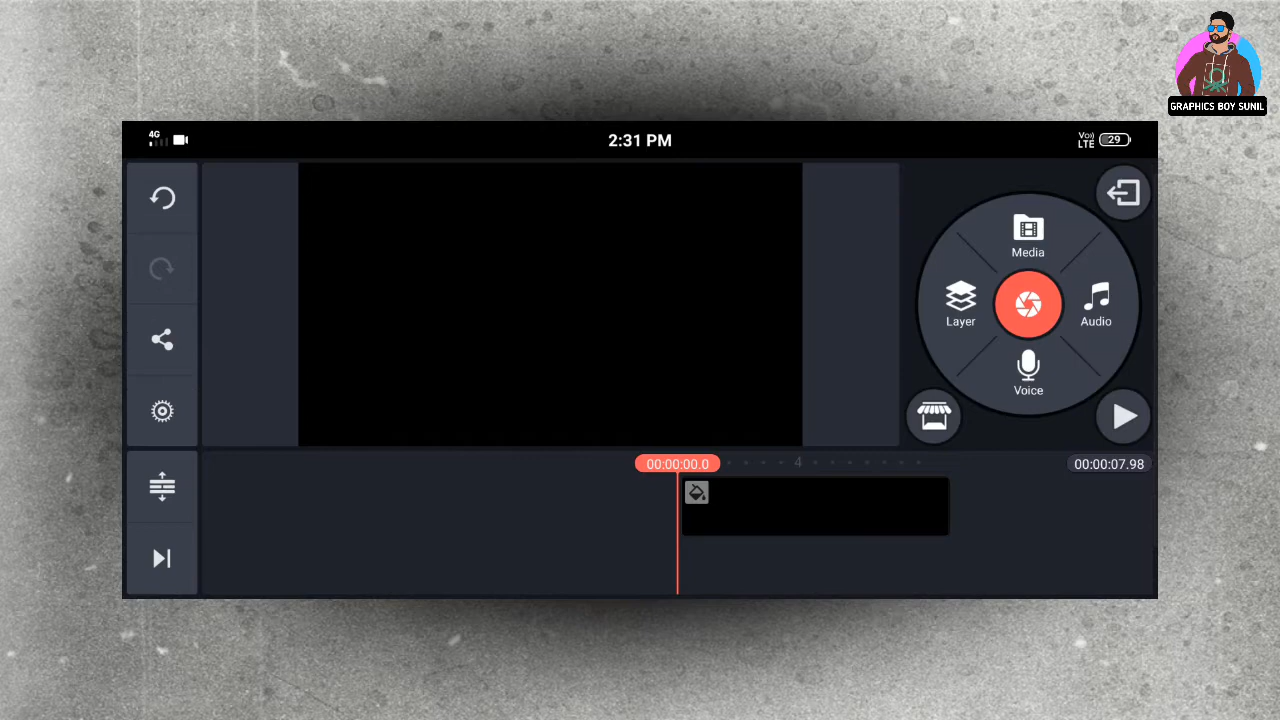 GRAPHICS BOY SUNIL
4G
2:31 PM
Vo))
LTE
29
Media
Layer
Audio
Voice
00:00:00.0
4
00:00:07.98